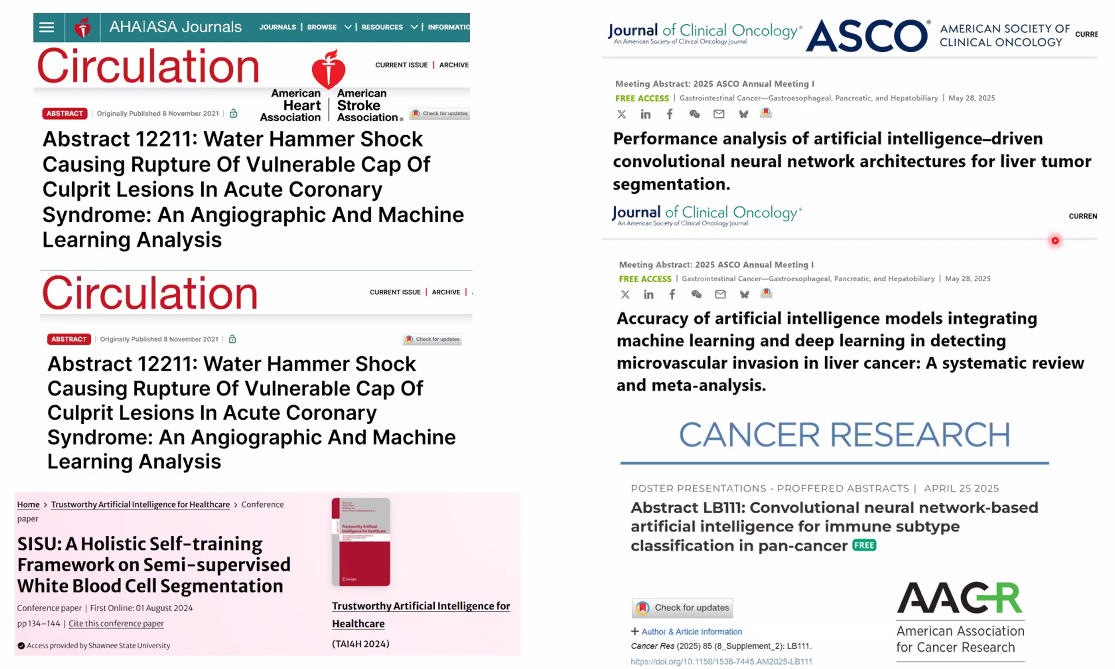 AHA|ASA Journals
JOURNALS | BROWSE | RESOURCES | INFORMATIO
Circulation
CURRENT ISSUE | ARCHIVE
American Heart Association
American Stroke Association®
ABSTRACT | Originally Published 8 November 2021 |
Check for updates
Abstract 12211: Water Hammer Shock
Causing Rupture Of Vulnerable Cap Of
Culprit Lesions In Acute Coronary
Syndrome: An Angiographic And Machine
Learning Analysis
Circulation
CURRENT ISSUE | ARCHIVE |
ABSTRACT | Originally Published 8 November 2021 |
Check for updates
Abstract 12211: Water Hammer Shock
Causing Rupture Of Vulnerable Cap Of
Culprit Lesions In Acute Coronary
Syndrome: An Angiographic And Machine
Learning Analysis
Home > Trustworthy Artificial Intelligence for Healthcare > Conference
paper
SISU: A Holistic Self-training
Framework on Semi-supervised
White Blood Cell Segmentation
Conference paper | First Online: 01 August 2024
pp 134–144 | Cite this conference paper
Access provided by Shawnee State University
Trustworthy Artificial Intelligence for
Healthcare
(TAI4H 2024)
Journal of Clinical Oncology®
An American Society of Clinical Oncology Journal
ASCO®
AMERICAN SOCIETY OF
CLINICAL ONCOLOGY
CURRE
Meeting Abstract: 2025 ASCO Annual Meeting I
FREE ACCESS | Gastrointestinal Cancer—Gastroesophageal, Pancreatic, and Hepatobiliary | May 28, 2025
Performance analysis of artificial intelligence–driven
convolutional neural network architectures for liver tumor
segmentation.
Journal of Clinical Oncology®
An American Society of Clinical Oncology Journal
CURREN
Meeting Abstract: 2025 ASCO Annual Meeting I
FREE ACCESS | Gastrointestinal Cancer—Gastroesophageal, Pancreatic, and Hepatobiliary | May 28, 2025
Accuracy of artificial intelligence models integrating
machine learning and deep learning in detecting
microvascular invasion in liver cancer: A systematic review
and meta-analysis.
CANCER RESEARCH
POSTER PRESENTATIONS - PROFFERED ABSTRACTS | APRIL 25 2025
Abstract LB111: Convolutional neural network-based
artificial intelligence for immune subtype
classification in pan-cancer FREE
Check for updates
+ Author & Article Information
Cancer Res (2025) 85 (8_Supplement_2): LB111.
https://doi.org/10.1158/1538-7445.AM2025-LB111
AACR
American Association
for Cancer Research